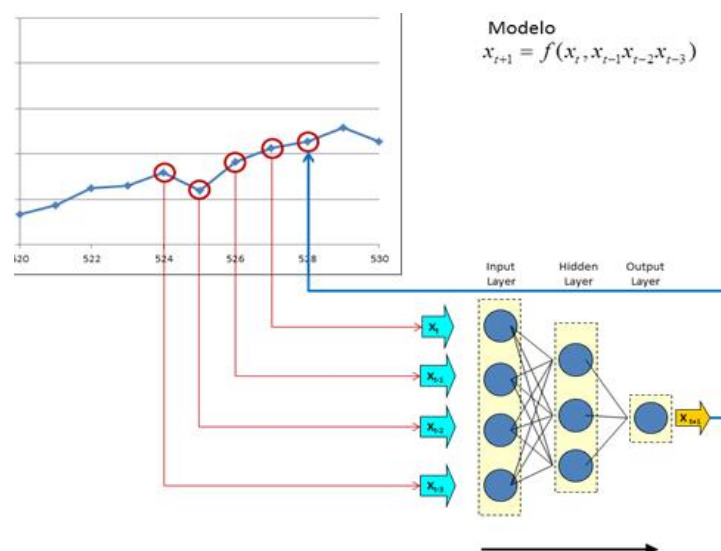 Modelo
x_{t+1} = f(x_t, x_{t-1}x_{t-2}x_{t-3})
520 522 524 526 528 530
Input Layer
Hidden Layer
Output Layer
X_t
X_{t-1}
X_{t-2}
X_{t-3}
X_{t+1}